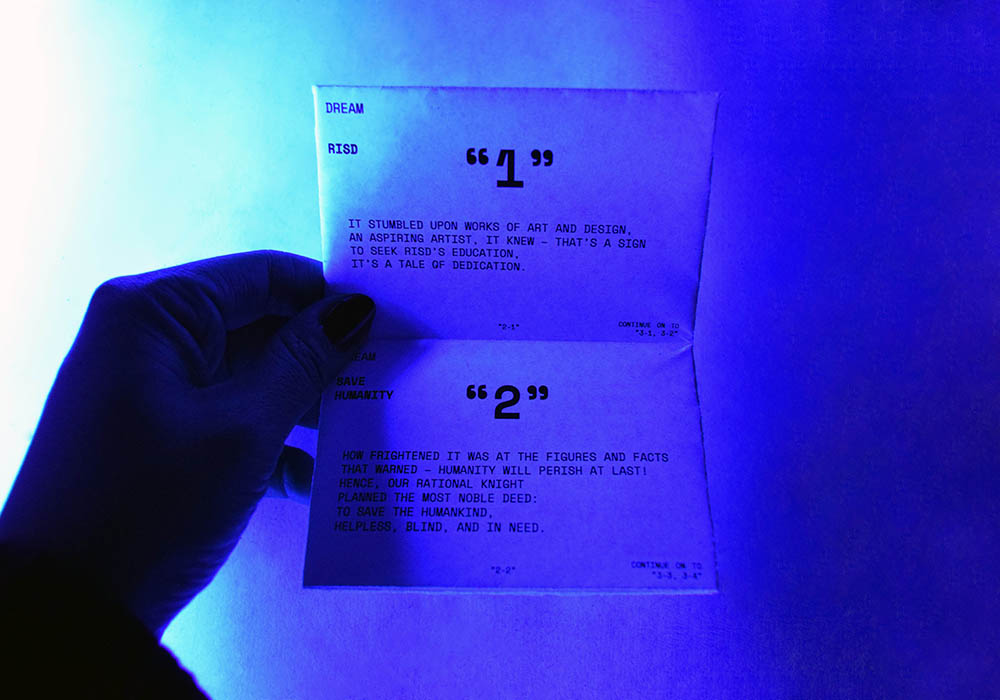 DREAM
RISD
“1”
IT STUMBLED UPON WORKS OF ART AND DESIGN,
AN ASPIRING ARTIST, IT KNEW – THAT'S A SIGN
TO SEEK RISD'S EDUCATION,
IT'S A TALE OF DEDICATION.
"2-1"
CONTINUE ON TO
"3-1, 3-2"
EAM
SAVE
HUMANITY
“2”
HOW FRIGHTENED IT WAS AT THE FIGURES AND FACTS
THAT WARNED – HUMANITY WILL PERISH AT LAST!
HENCE, OUR RATIONAL KNIGHT
PLANNED THE MOST NOBLE DEED:
TO SAVE THE HUMANKIND,
HELPLESS, BLIND, AND IN NEED.
"2-2"
CONTINUE ON TO
"3-3, 3-4"